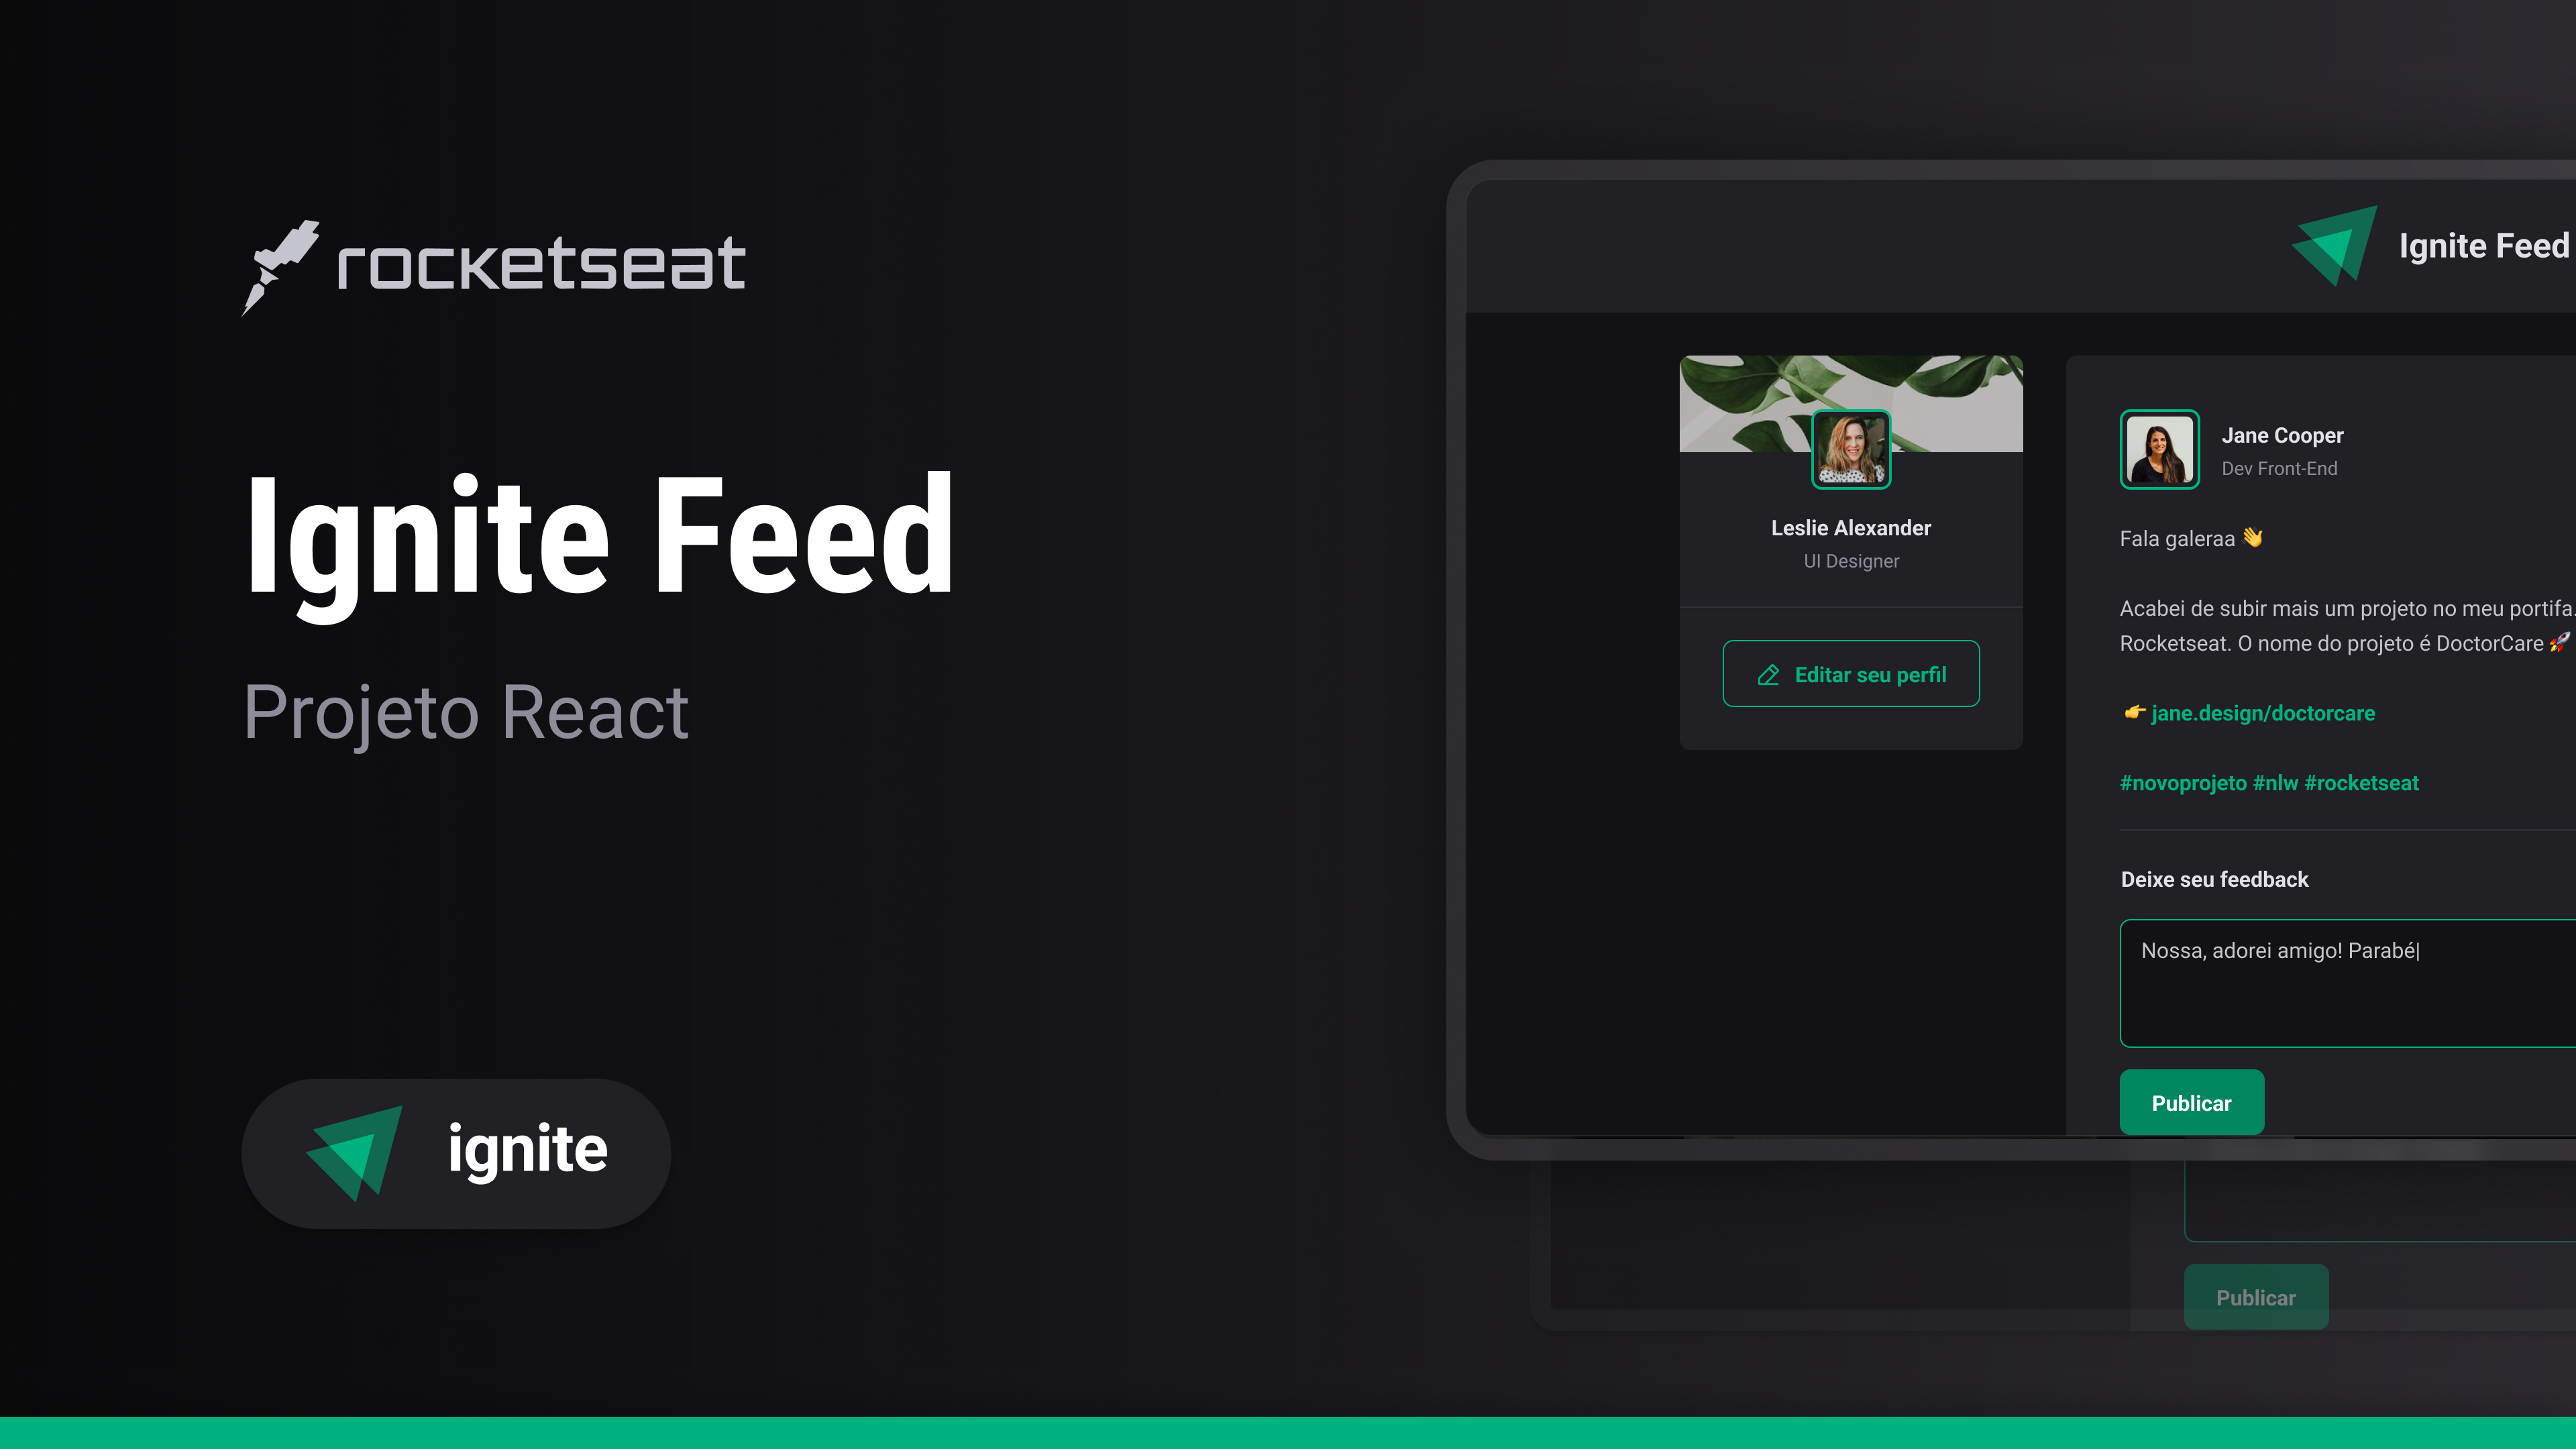 rocketseat
Ignite Feed
Projeto React
ignite
Ignite Feed
Leslie Alexander
UI Designer
Editar seu perfil
Jane Cooper
Dev Front-End
Fala galeraa 👋
Acabei de subir mais um projeto no meu portifa.
Rocketseat. O nome do projeto é DoctorCare 🚀
👉 jane.design/doctorcare
#novoprojeto #nlw #rocketseat
Deixe seu feedback
Nossa, adorei amigo! Parabé|
Publicar
Publicar